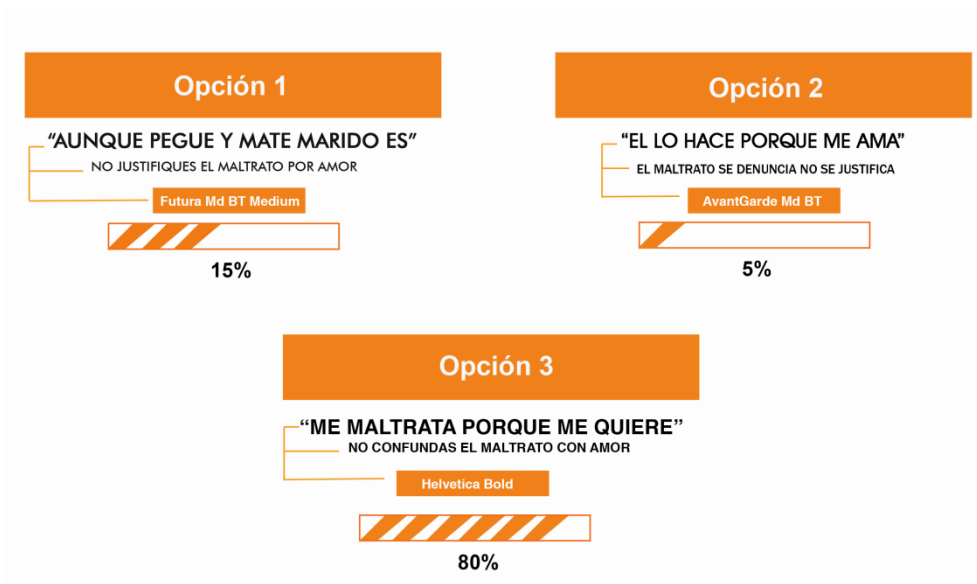 Opción 1
“AUNQUE PEGUE Y MATE MARIDO ES”
NO JUSTIFIQUES EL MALTRATO POR AMOR
Futura Md BT Medium
15%
Opción 2
“EL LO HACE PORQUE ME AMA”
EL MALTRATO SE DENUNCIA NO SE JUSTIFICA
AvantGarde Md BT
5%
Opción 3
“ME MALTRATA PORQUE ME QUIERE”
NO CONFUNDAS EL MALTRATO CON AMOR
Helvetica Bold
80%